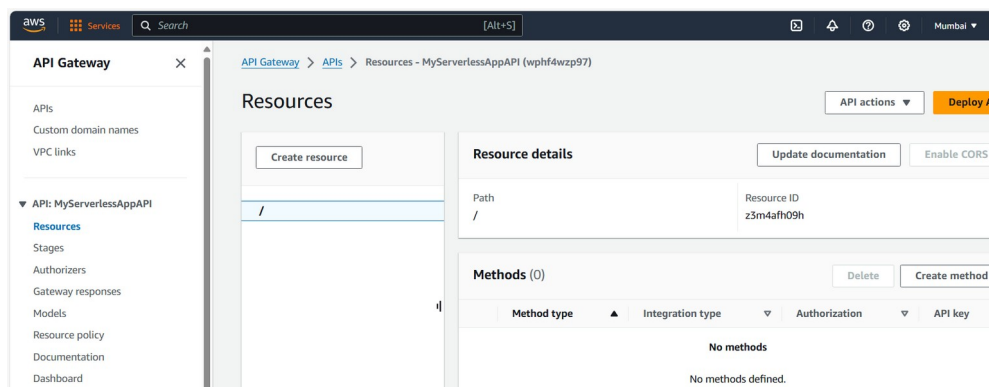 aws Services Search [Alt+S] Mumbai
API Gateway
APIs
Custom domain names
VPC links
API: MyServerlessAppAPI
Resources
Stages
Authorizers
Gateway responses
Models
Resource policy
Documentation
Dashboard
API Gateway > APIs > Resources - MyServerlessAppAPI (wphf4wzp97)
Resources
API actions Deploy A
Create resource
/
Resource details
Update documentation Enable CORS
Path
/
Resource ID
z3m4afh09h
Methods (0)
Delete Create method
Method type Integration type Authorization API key
No methods
No methods defined.